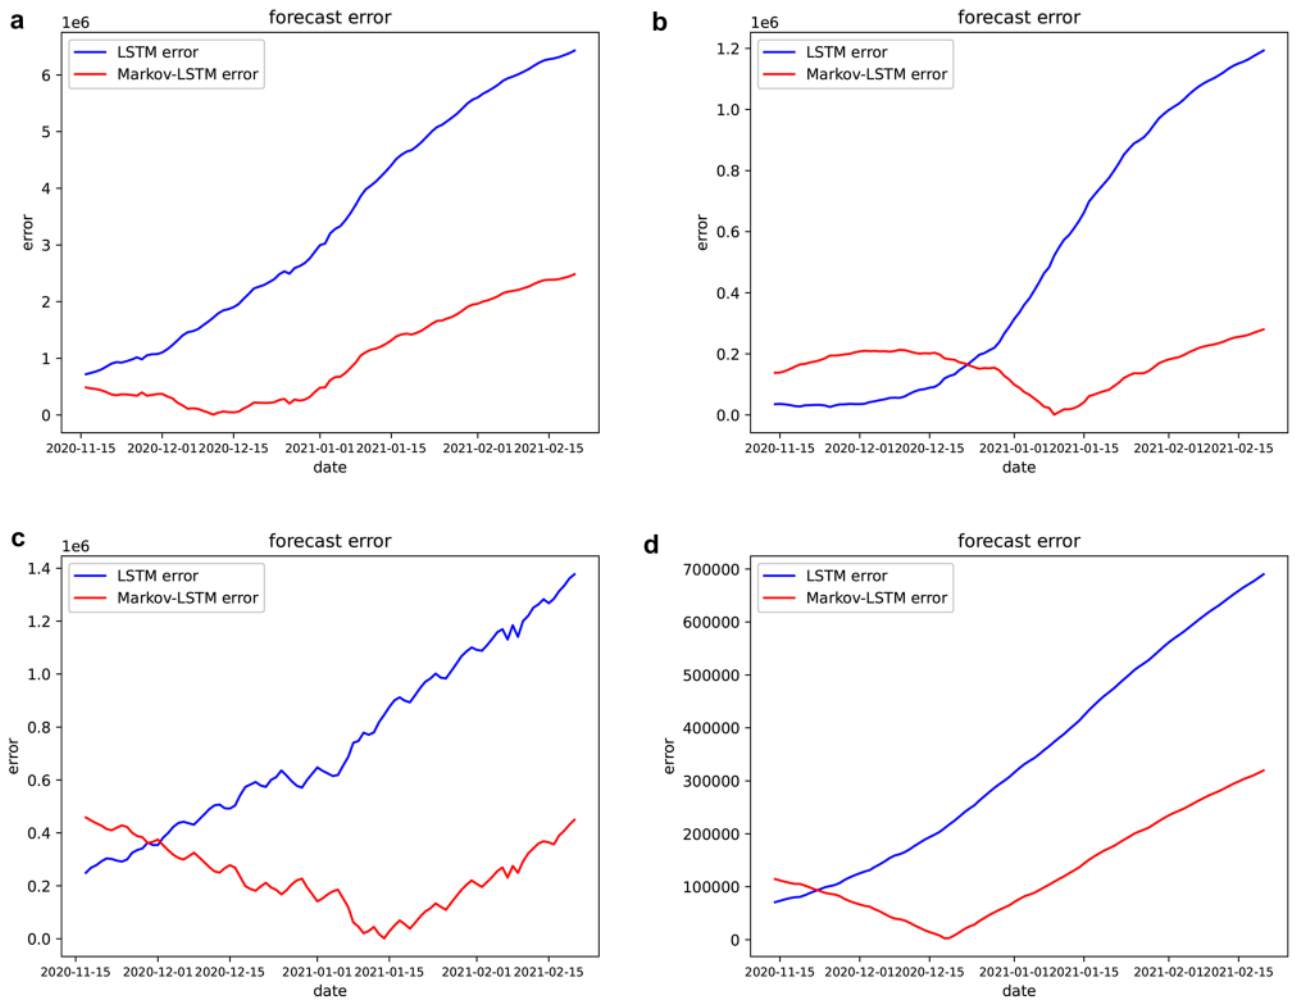 a
forecast error
1e6
LSTM error
Markov-LSTM error
6
5
4
3
2
1
0
error
2020-11-15 2020-12-01 2020-12-15 2021-01-01 2021-01-15 2021-02-01 2021-02-15
date
b
forecast error
1e6
LSTM error
Markov-LSTM error
1.2
1.0
0.8
0.6
0.4
0.2
0.0
error
2020-11-15 2020-12-01 2020-12-15 2021-01-01 2021-01-15 2021-02-01 2021-02-15
date
c
forecast error
1e6
LSTM error
Markov-LSTM error
1.4
1.2
1.0
0.8
0.6
0.4
0.2
0.0
error
2020-11-15 2020-12-01 2020-12-15 2021-01-01 2021-01-15 2021-02-01 2021-02-15
date
d
forecast error
LSTM error
Markov-LSTM error
700000
600000
500000
400000
300000
200000
100000
0
error
2020-11-15 2020-12-01 2020-12-15 2021-01-01 2021-01-15 2021-02-01 2021-02-15
date